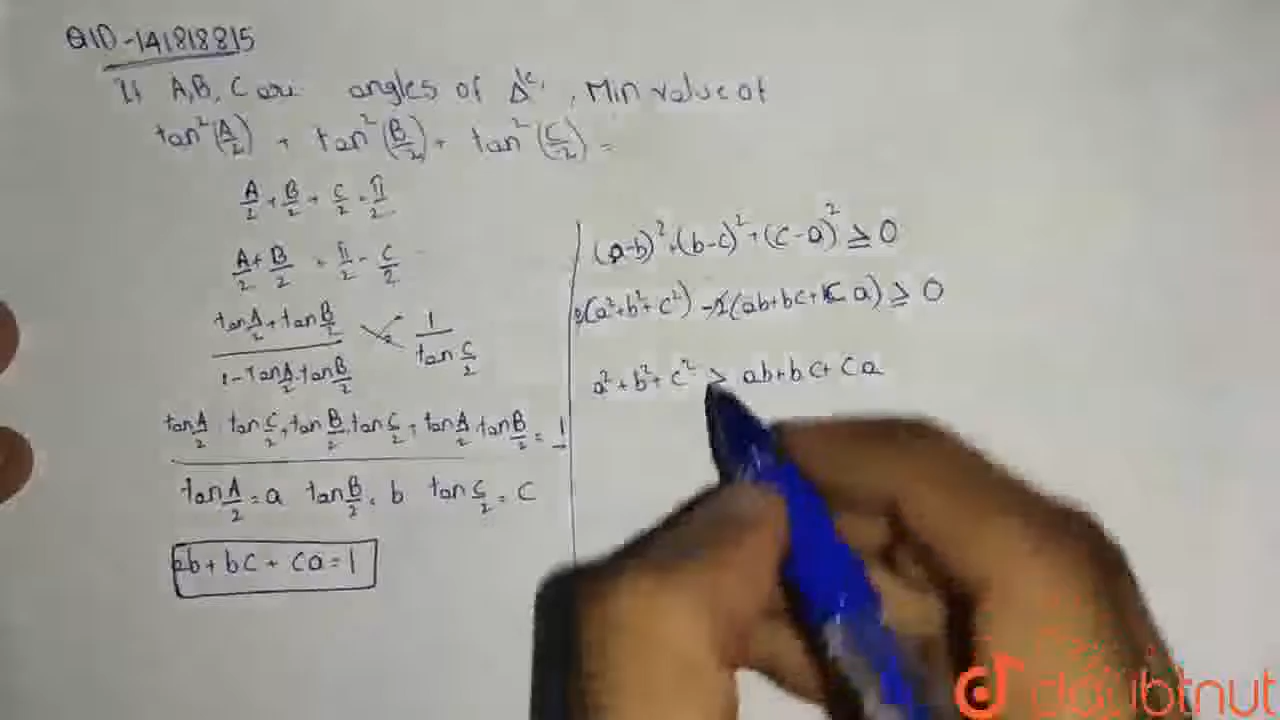 QID-141818815
If A, B, C are angles of Δle, Min value of
tan²(A/2) + tan²(B/2) + tan²(C/2) =
A/2 + B/2 + C/2 = π/2
A/2 + B/2 = π/2 - C/2
(tan A/2 + tan B/2)/(1 - tan A/2 . tan B/2) = 1/(tan C/2)
tan A/2 . tan C/2 + tan B/2 . tan C/2 + tan A/2 . tan B/2 = 1
tan A/2 = a tan B/2 = b tan C/2 = c
ab + bc + ca = 1
(a-b)² + (b-c)² + (c-a)² ≥ 0
2(a²+b²+c²) - 2(ab+bc+ca) ≥ 0
a² + b² + c² ≥ ab+bc+ca
doubtnut